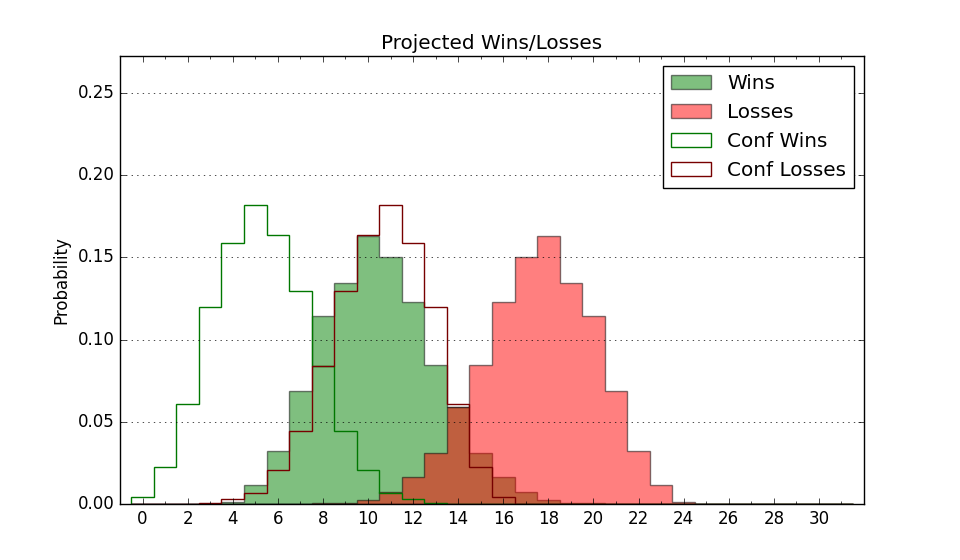 Projected Wins/Losses
Wins
Losses
Conf Wins
Conf Losses
Probability
0.25
0.20
0.15
0.10
0.05
0.00
0 2 4 6 8 10 12 14 16 18 20 22 24 26 28 30